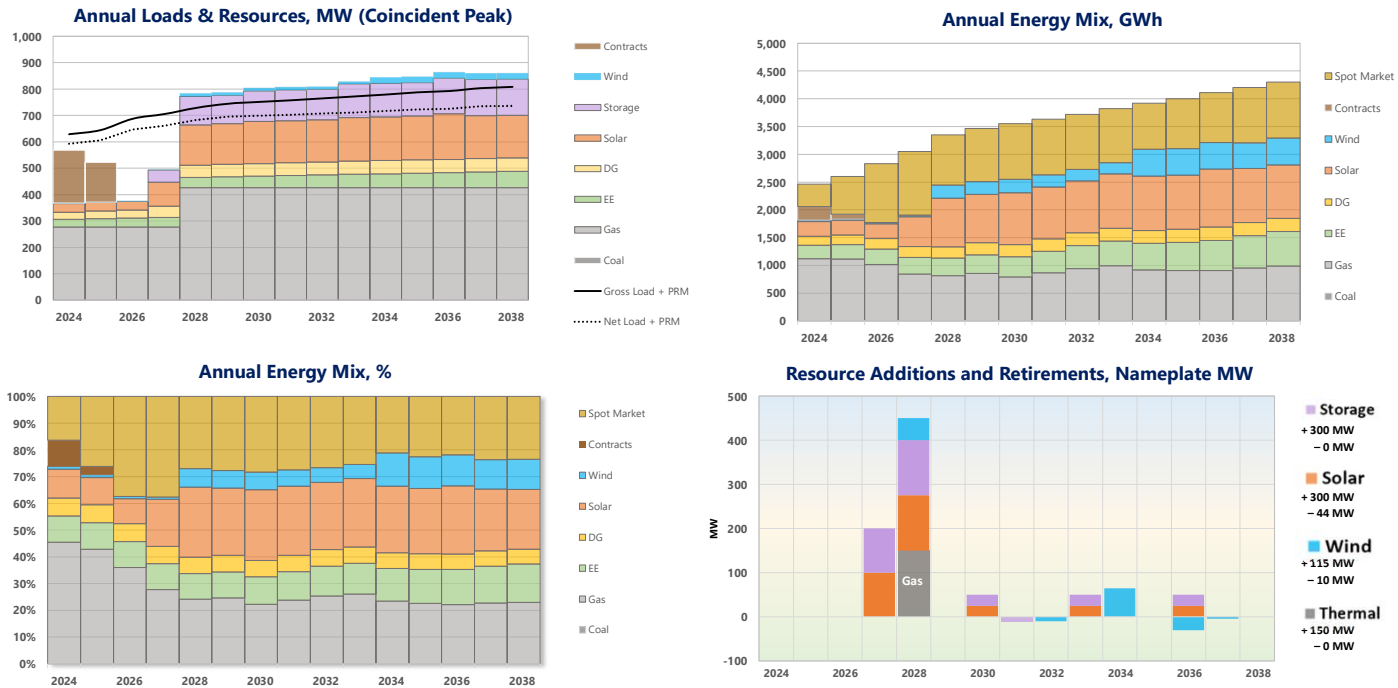 Annual Loads & Resources, MW (Coincident Peak)
1,000
900
800
700
600
500
400
300
200
100
0
2024 2026 2028 2030 2032 2034 2036 2038
Contracts
Wind
Storage
Solar
DG
EE
Gas
Coal
Gross Load + PRM
Net Load + PRM
Annual Energy Mix, GWh
5,000
4,500
4,000
3,500
3,000
2,500
2,000
1,500
1,000
500
0
2024 2026 2028 2030 2032 2034 2036 2038
Spot Market
Contracts
Wind
Solar
DG
EE
Gas
Coal
Annual Energy Mix, %
100%
90%
80%
70%
60%
50%
40%
30%
20%
10%
0%
2024 2026 2028 2030 2032 2034 2036 2038
Spot Market
Contracts
Wind
Solar
DG
EE
Gas
Coal
Resource Additions and Retirements, Nameplate MW
MW
500
400
300
200
100
0
-100
Gas
2024 2026 2028 2030 2032 2034 2036 2038
Storage
+ 300 MW
– 0 MW
Solar
+ 300 MW
– 44 MW
Wind
+ 115 MW
– 10 MW
Thermal
+ 150 MW
– 0 MW